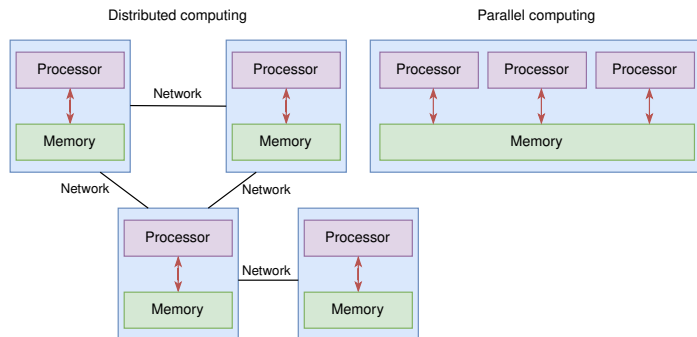 Distributed computing
Parallel computing
Processor
Processor
Processor
Processor
Processor
Network
Memory
Memory
Memory
Network
Network
Processor
Processor
Network
Memory
Memory